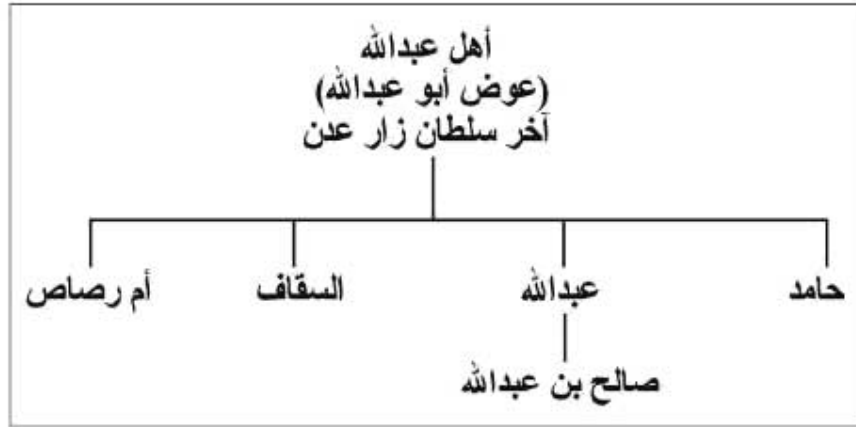 أهل عبدالله
(عوض أبو عبدالله)
آخر سلطان زار عدن
حامد
عبدالله
السقاف
أم رصاص
صالح بن عبدالله